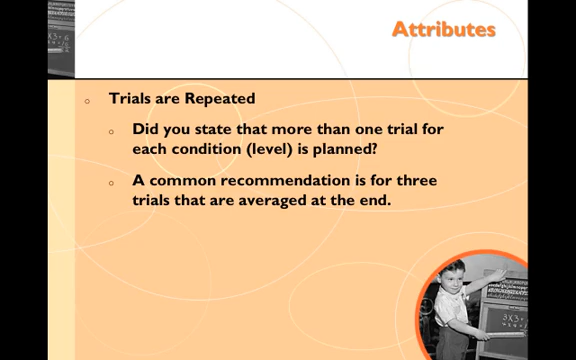 Attributes
Trials are Repeated
Did you state that more than one trial for
each condition (level) is planned?
A common recommendation is for three
trials that are averaged at the end.
3X3=